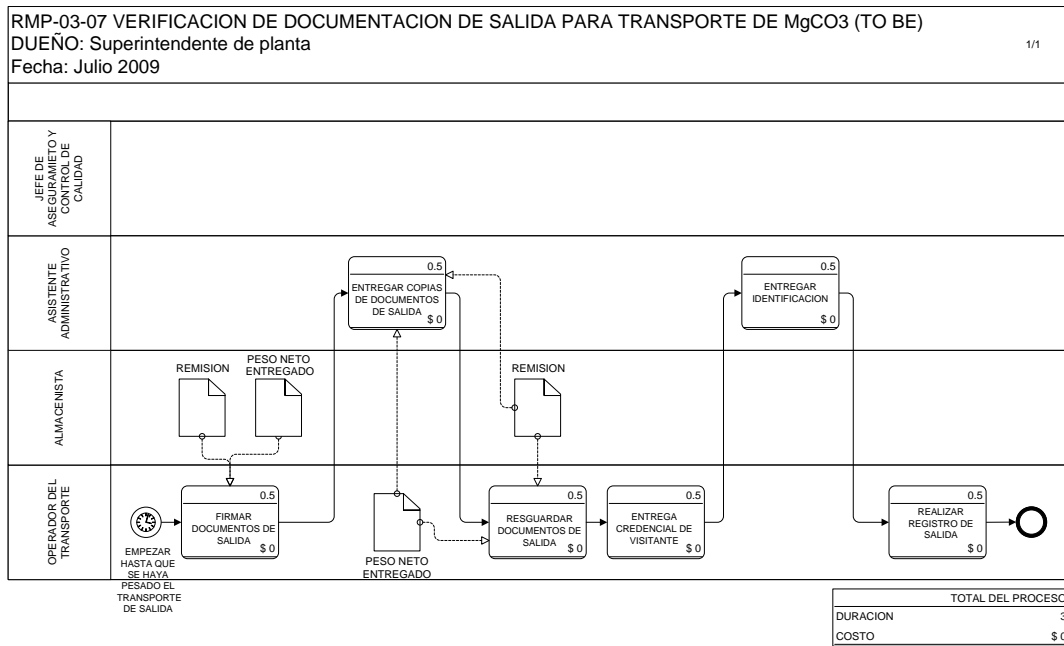 RMP-03-07 VERIFICACION DE DOCUMENTACION DE SALIDA PARA TRANSPORTE DE MgCO3 (TO BE)
DUEÑO: Superintendente de planta
1/1
Fecha: Julio 2009
JEFE DE
ASEGURAMIETO Y
CONTROL DE
CALIDAD
ASISTENTE
ADMINISTRATIVO
0.5
ENTREGAR COPIAS
DE DOCUMENTOS
DE SALIDA
$ 0
0.5
ENTREGAR
IDENTIFICACION
$ 0
ALMACENISTA
REMISION
PESO NETO
ENTREGADO
REMISION
OPERADOR DEL
TRANSPORTE
EMPEZAR
HASTA QUE
SE HAYA
PESADO EL
TRANSPORTE
DE SALIDA
0.5
FIRMAR
DOCUMENTOS DE
SALIDA
$ 0
PESO NETO
ENTREGADO
0.5
RESGUARDAR
DOCUMENTOS DE
SALIDA
$ 0
0.5
ENTREGA
CREDENCIAL DE
VISITANTE
$ 0
0.5
REALIZAR
REGISTRO DE
SALIDA
$ 0
TOTAL DEL PROCESO
DURACION 3
COSTO $ 0